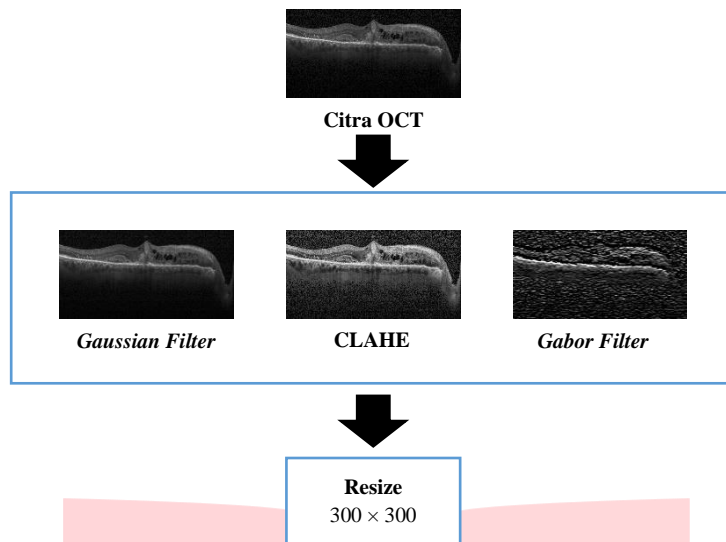 Citra OCT
Gaussian Filter
CLAHE
Gabor Filter
Resize
300 × 300